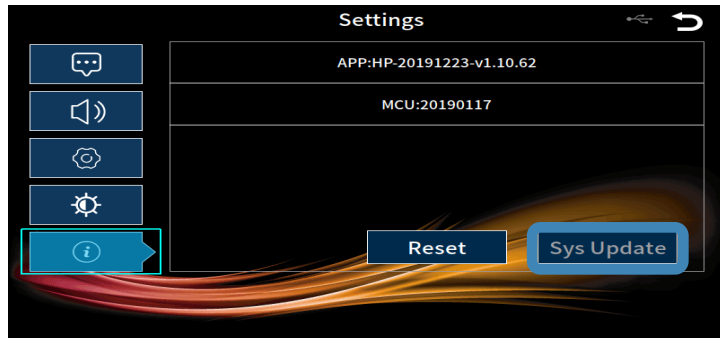 Settings
APP:HP-20191223-v1.10.62
MCU:20190117
Reset
Sys Update